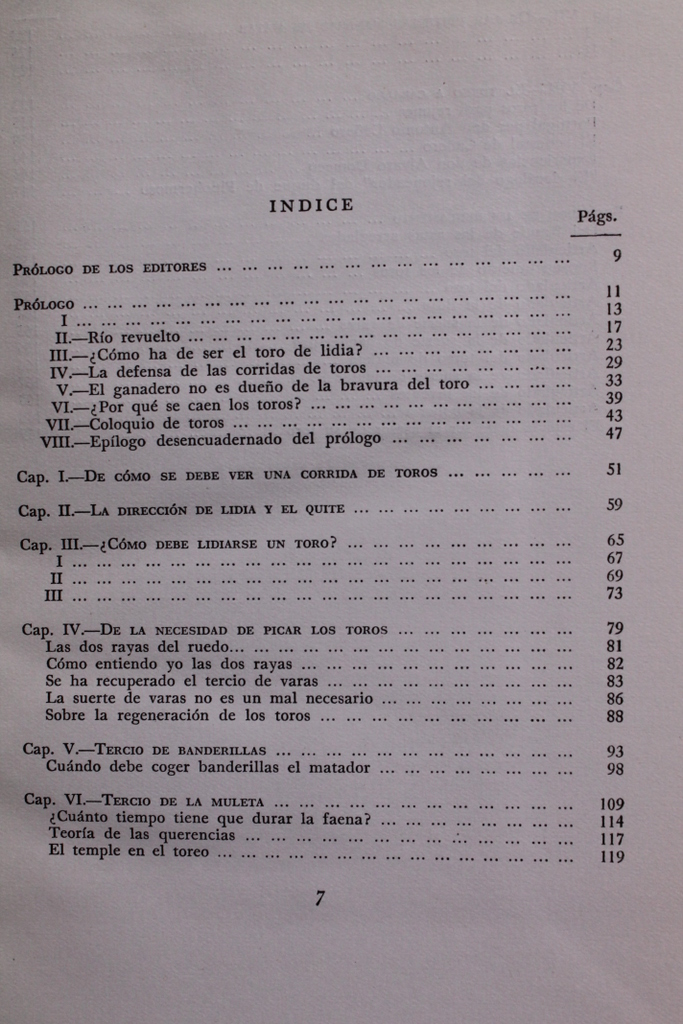 INDICE
Págs.
PRÓLOGO DE LOS EDITORES ... ... ... ... ... ... ... ... ... ... ... ... ... ... 9
PRÓLOGO ... ... ... ... ... ... ... ... ... ... ... ... ... ... ... ... ... ... ... 11
I ... ... ... ... ... ... ... ... ... ... ... ... ... ... ... ... ... ... ... ... 13
II.—Río revuelto ... ... ... ... ... ... ... ... ... ... ... ... ... ... ... 17
III.—¿Cómo ha de ser el toro de lidia? ... ... ... ... ... ... ... ... 23
IV.—La defensa de las corridas de toros ... ... ... ... ... ... ... ... 29
V.—El ganadero no es dueño de la bravura del toro ... ... ... ... 33
VI.—¿Por qué se caen los toros? ... ... ... ... ... ... ... ... ... ... ... 39
VII.—Coloquio de toros ... ... ... ... ... ... ... ... ... ... ... ... ... ... 43
VIII.—Epílogo desencuadernado del prólogo ... ... ... ... ... ... ... 47
Cap. I.—DE CÓMO SE DEBE VER UNA CORRIDA DE TOROS ... ... ... ... ... 51
Cap. II.—LA DIRECCIÓN DE LIDIA Y EL QUITE ... ... ... ... ... ... ... ... ... 59
Cap. III.—¿CÓMO DEBE LIDIARSE UN TORO? ... ... ... ... ... ... ... ... ... 65
I ... ... ... ... ... ... ... ... ... ... ... ... ... ... ... ... ... ... ... ... 67
II ... ... ... ... ... ... ... ... ... ... ... ... ... ... ... ... ... ... ... ... 69
III ... ... ... ... ... ... ... ... ... ... ... ... ... ... ... ... ... ... ... ... 73
Cap. IV.—DE LA NECESIDAD DE PICAR LOS TOROS ... ... ... ... ... ... ... 79
Las dos rayas del ruedo... ... ... ... ... ... ... ... ... ... ... ... ... ... 81
Cómo entiendo yo las dos rayas ... ... ... ... ... ... ... ... ... ... ... 82
Se ha recuperado el tercio de varas ... ... ... ... ... ... ... ... ... ... 83
La suerte de varas no es un mal necesario ... ... ... ... ... ... ... ... 86
Sobre la regeneración de los toros ... ... ... ... ... ... ... ... ... ... 88
Cap. V.—TERCIO DE BANDERILLAS ... ... ... ... ... ... ... ... ... ... ... ... 93
Cuándo debe coger banderillas el matador ... ... ... ... ... ... ... ... 98
Cap. VI.—TERCIO DE LA MULETA ... ... ... ... ... ... ... ... ... ... ... ... 109
¿Cuánto tiempo tiene que durar la faena? ... ... ... ... ... ... ... ... 114
Teoría de las querencias ... ... ... ... ... ... ... ... ... ... ... ... ... 117
El temple en el toreo ... ... ... ... ... ... ... ... ... ... ... ... ... ... 119
7